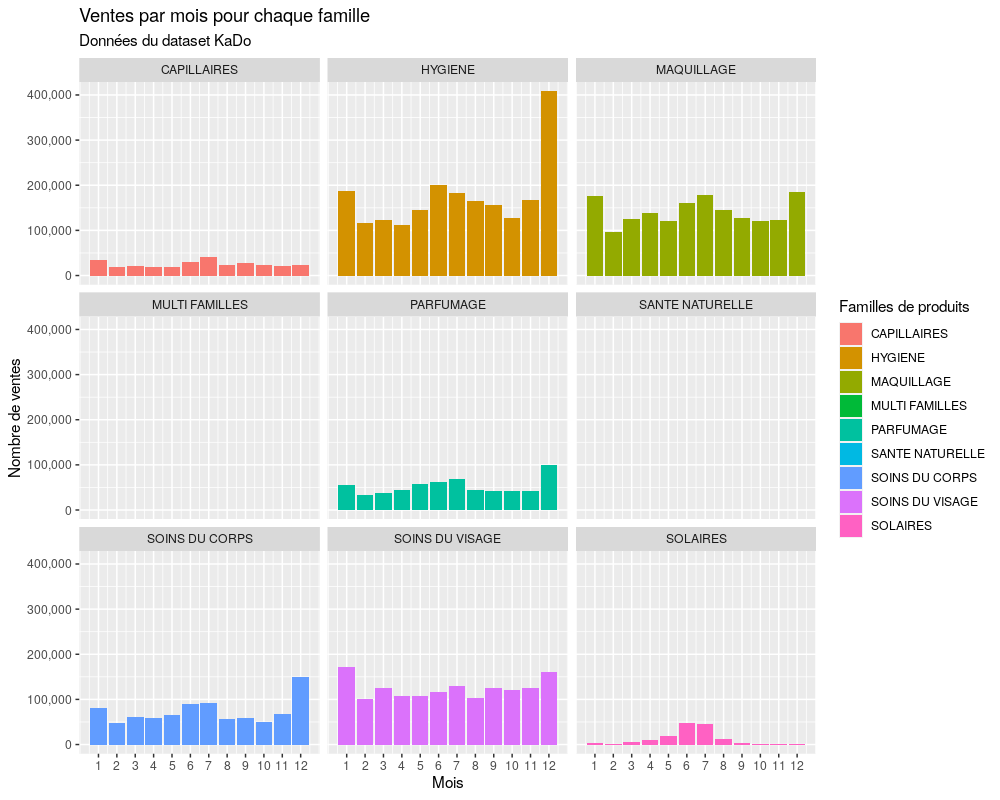 Ventes par mois pour chaque famille
Données du dataset KaDo
CAPILLAIRES HYGIENE MAQUILLAGE
400,000
300,000
200,000
100,000
0
MULTI FAMILLES PARFUMAGE SANTE NATURELLE
400,000
300,000
200,000
100,000
0
SOINS DU CORPS SOINS DU VISAGE SOLAIRES
400,000
300,000
200,000
100,000
0
1 2 3 4 5 6 7 8 9 10 11 12 1 2 3 4 5 6 7 8 9 10 11 12 1 2 3 4 5 6 7 8 9 10 11 12
Mois
Nombre de ventes
Familles de produits
CAPILLAIRES
HYGIENE
MAQUILLAGE
MULTI FAMILLES
PARFUMAGE
SANTE NATURELLE
SOINS DU CORPS
SOINS DU VISAGE
SOLAIRES